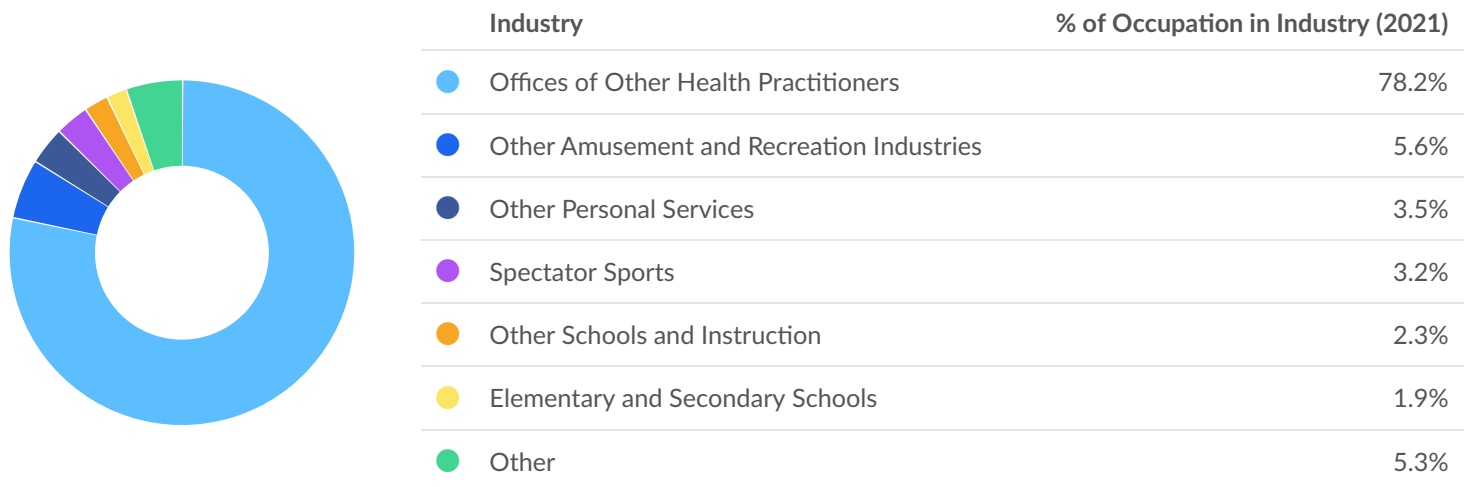 Industry % of Occupation in Industry (2021)
Offices of Other Health Practitioners 78.2%
Other Amusement and Recreation Industries 5.6%
Other Personal Services 3.5%
Spectator Sports 3.2%
Other Schools and Instruction 2.3%
Elementary and Secondary Schools 1.9%
Other 5.3%